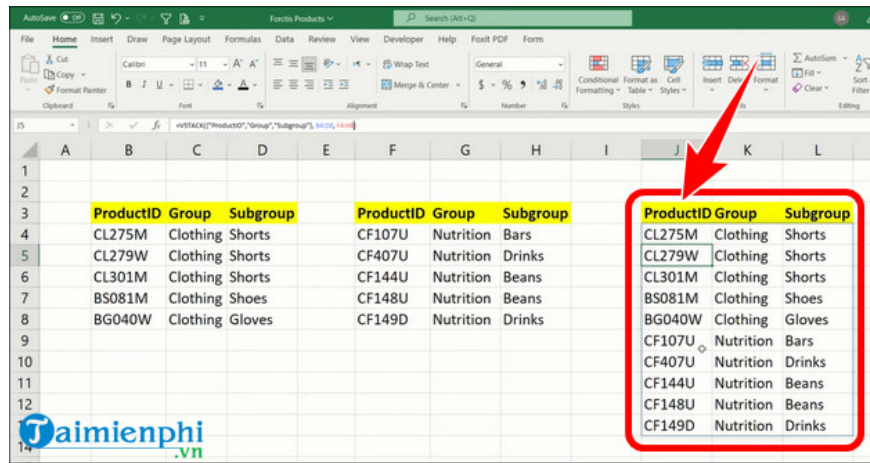 AutoSave Off Forctis Products Search (Alt+Q) SA
File Home Insert Draw Page Layout Formulas Data Review View Developer Help Foxit PDF Form
Cut Calibri 11 A A Wrap Text General AutoSum
Paste Copy B I U A Merge & Center $ % 9 Conditional Format as Cell Insert Delete Format Fill Sort
Format Painter Formatting Table Styles Clear Filter
Clipboard Font Alignment Number Styles Editing
J5 fx =VSTACK({"ProductID","Group","Subgroup"}, B4:D8, F4:H8)
A B C D E F G H I J K L
1
2
3 ProductID Group Subgroup ProductID Group Subgroup ProductID Group Subgroup
4 CL275M Clothing Shorts CF107U Nutrition Bars CL275M Clothing Shorts
5 CL279W Clothing Shorts CF407U Nutrition Drinks CL279W Clothing Shorts
6 CL301M Clothing Shorts CF144U Nutrition Beans CL301M Clothing Shorts
7 BS081M Clothing Shoes CF148U Nutrition Beans BS081M Clothing Shoes
8 BG040W Clothing Gloves CF149D Nutrition Drinks BG040W Clothing Gloves
9 CF107U Nutrition Bars
10 CF407U Nutrition Drinks
11 CF144U Nutrition Beans
12 CF148U Nutrition Beans
Taimienphi CF149D Nutrition Drinks
14 .vn